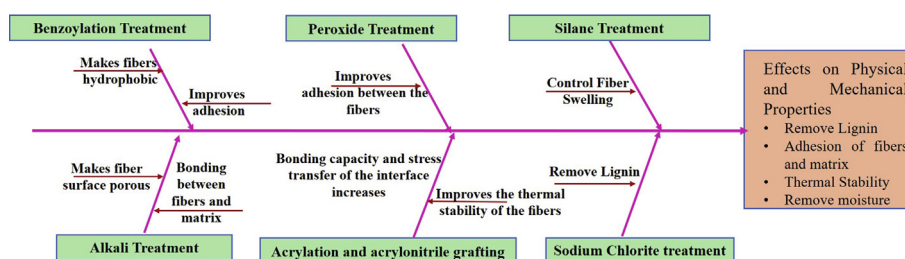 Benzoylation Treatment
Peroxide Treatment
Silane Treatment
Makes fibers
hydrophobic
Improves
adhesion
Improves
adhesion between the
fibers
Control Fiber
Swelling
Effects on Physical
and Mechanical
Properties
• Remove Lignin
• Adhesion of fibers
and matrix
• Thermal Stability
• Remove moisture
Makes fiber
surface porous
Bonding
between
fibers and
matrix
Bonding capacity and stress
transfer of the interface
increases
Improves the thermal
stability of the fibers
Remove Lignin
Alkali Treatment
Acrylation and acrylonitrile grafting
Sodium Chlorite treatment